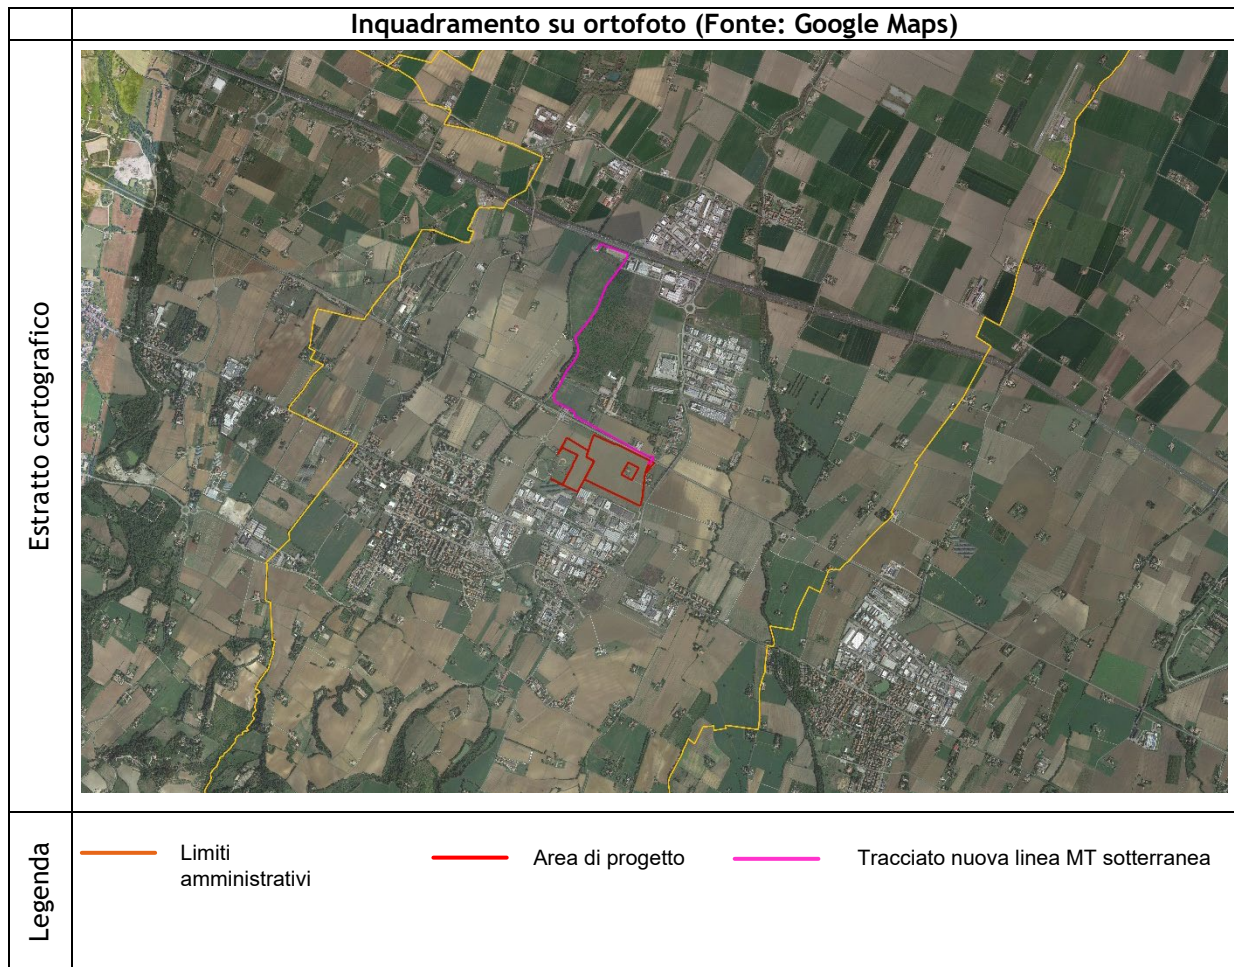 Inquadramento su ortofoto (Fonte: Google Maps)
Estratto cartografico
Legenda
Limiti
amministrativi
Area di progetto
Tracciato nuova linea MT sotterranea